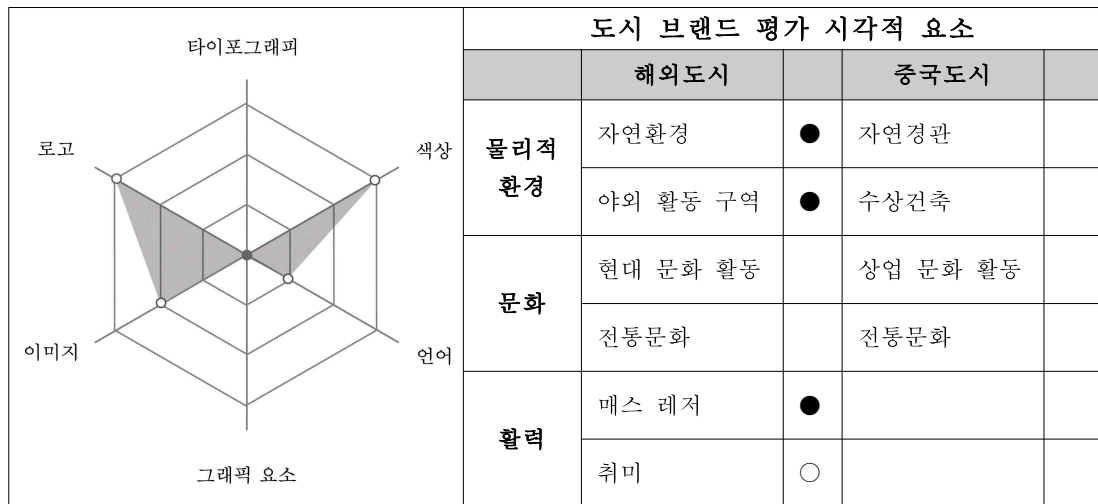 타이포그래피
로고
색상
이미지
언어
그래픽 요소
도시 브랜드 평가 시각적 요소
해외도시 중국도시
물리적
환경
자연환경 ● 자연경관
야외 활동 구역 ● 수상건축
문화
현대 문화 활동 상업 문화 활동
전통문화 전통문화
활력
매스 레저 ●
취미 ○